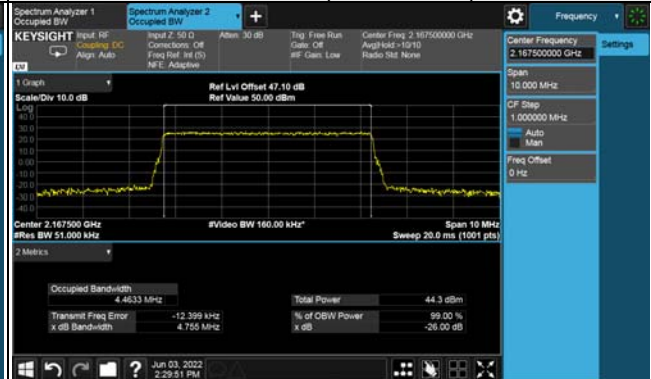 Spectrum Analyzer 1
Occupied BW
Spectrum Analyzer 2
Occupied BW
+
Frequency
KEYSIGHT
Input: RF
Coupling: DC
Align: Auto
Input Z: 50 Ω
Corrections: Off
Freq Ref: Int (S)
NFE: Adaptive
Atten: 30 dB
Trig: Free Run
Gate: Off
#IF Gain: Low
Center Freq: 2.167500000 GHz
Avg|Hold:>10/10
Radio Std: None
LXI
Settings
Center Frequency
2.167500000 GHz
Span
10.000 MHz
CF Step
1.000000 MHz
Auto
Man
Freq Offset
0 Hz
1 Graph
Scale/Div 10.0 dB
Ref Lvl Offset 47.10 dB
Ref Value 50.00 dBm
Log
40.0
30.0
20.0
10.0
0.00
-10.0
-20.0
-30.0
-40.0
Center 2.167500 GHz
#Res BW 51.000 kHz
#Video BW 160.00 kHz*
Span 10 MHz
Sweep 20.0 ms (1001 pts)
2 Metrics
Occupied Bandwidth
4.4633 MHz
Total Power 44.3 dBm
Transmit Freq Error -12.399 kHz
% of OBW Power 99.00 %
x dB Bandwidth 4.755 MHz
x dB -26.00 dB
?
Jun 03, 2022
2:29:51 PM